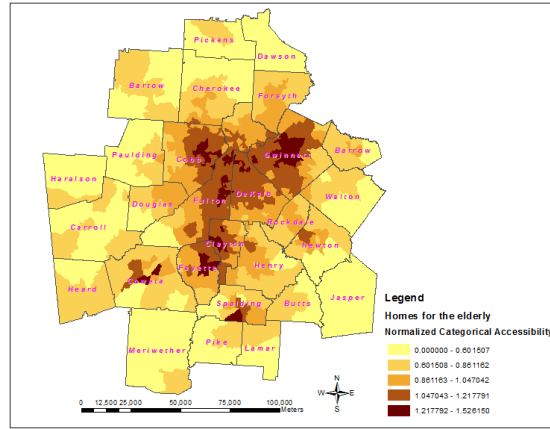 Pickens
Dawson
Bartow
Cherokee
Forsyth
Paulding
Cobb
Gwinnett
Barrow
Haralson
Douglas
Fulton
DeKalb
Walton
Carroll
Rockdale
Clayton
Newton
Heard
Coweta
Fayette
Henry
Spalding
Butts
Jasper
Meriwether
Pike
Lamar
Legend
Homes for the elderly
Normalized Categorical Accessibility
0.000000 - 0.601507
0.601508 - 0.861162
0.861163 - 1.047042
1.047043 - 1.217791
1.217792 - 1.526150
N
W E
S
0 12,500 25,000 50,000 75,000 100,000
Meters